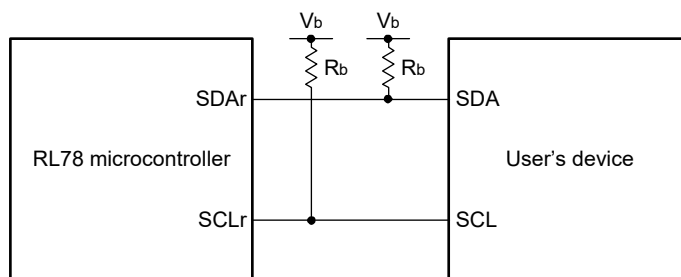 Vb Vb
Rb Rb
SDAr SDA
RL78 microcontroller User's device
SCLr SCL